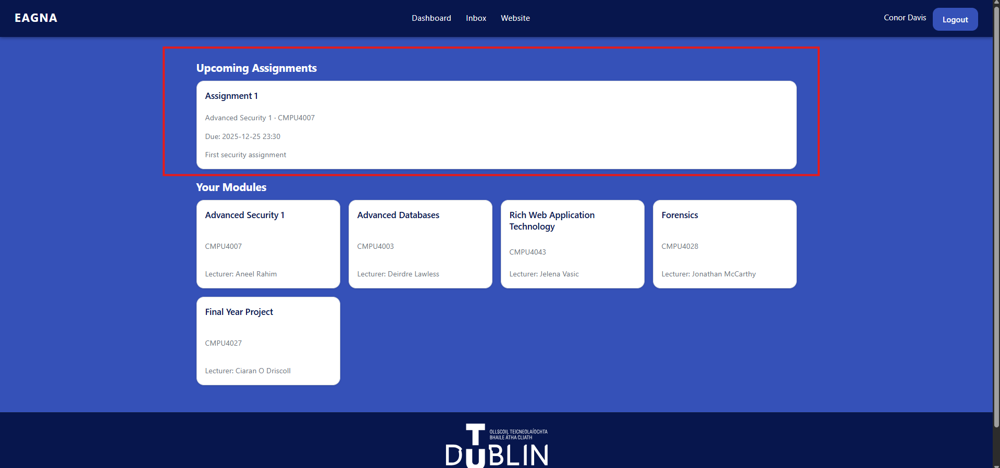 EAGNA
Dashboard
Inbox
Website
Conor Davis
Logout
Upcoming Assignments
Assignment 1
Advanced Security 1 · CMPU4007
Due: 2025-12-25 23:30
First security assignment
Your Modules
Advanced Security 1
CMPU4007
Lecturer: Aneel Rahim
Advanced Databases
CMPU4003
Lecturer: Deirdre Lawless
Rich Web Application
Technology
CMPU4043
Lecturer: Jelena Vasic
Forensics
CMPU4028
Lecturer: Jonathan McCarthy
Final Year Project
CMPU4027
Lecturer: Ciaran O Driscoll
OLLSCOIL TEICNEOLAÍOCHTA
BHAILE ÁTHA CLIATH
T
DUBLIN